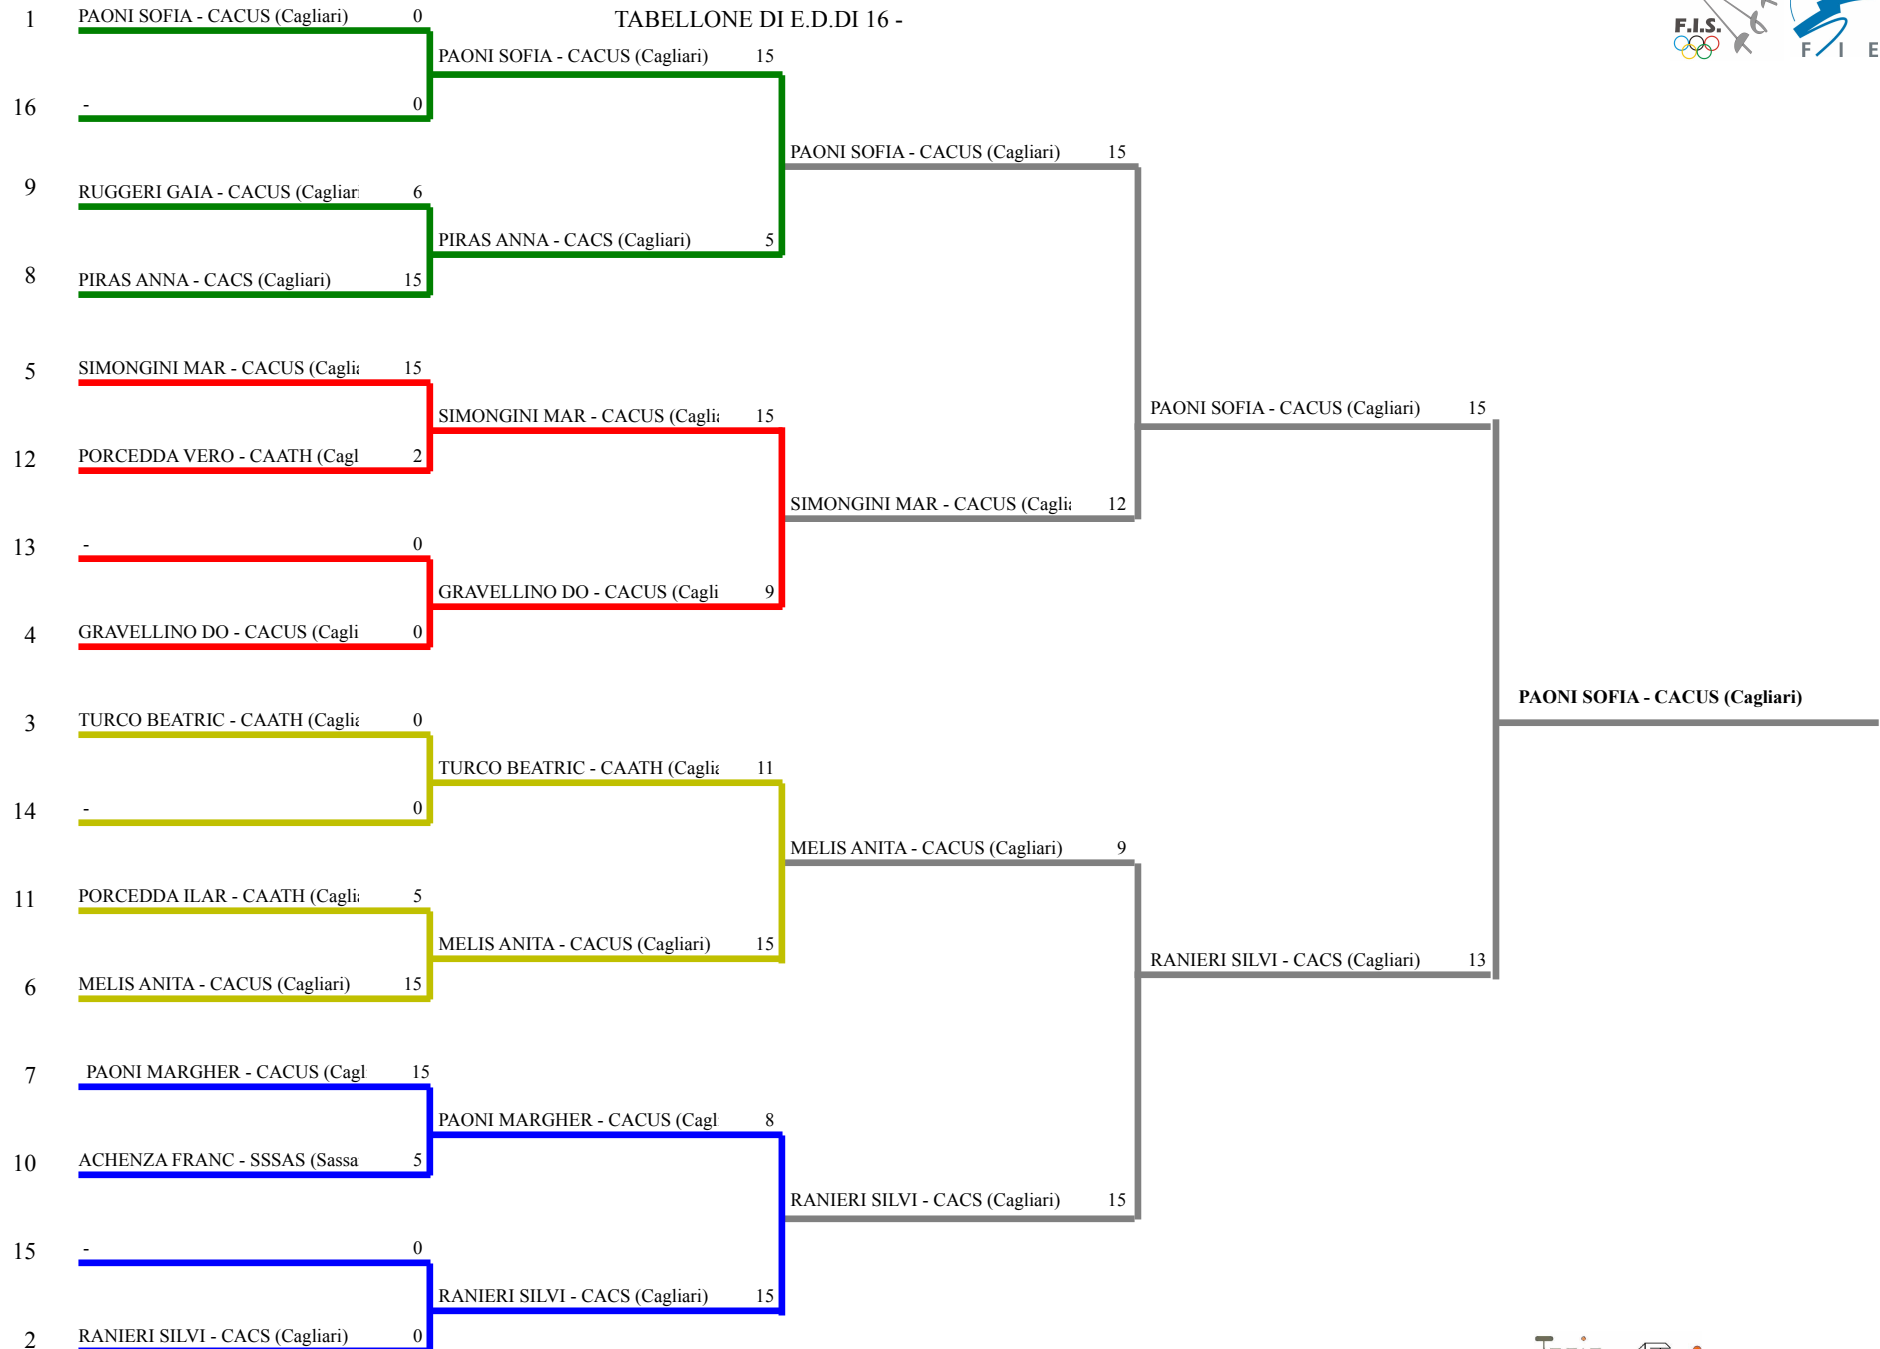 TABELLONE DI E.D.DI 16 -
F.I.S.
F I E
1 PAONI SOFIA - CACUS (Cagliari) 0
PAONI SOFIA - CACUS (Cagliari) 15
16 - 0
PAONI SOFIA - CACUS (Cagliari) 15
9 RUGGERI GAIA - CACUS (Cagliar 6
PIRAS ANNA - CACS (Cagliari) 5
8 PIRAS ANNA - CACS (Cagliari) 15
5 SIMONGINI MAR - CACUS (Caglia 15
PAONI SOFIA - CACUS (Cagliari) 15
SIMONGINI MAR - CACUS (Caglia 15
12 PORCEDDA VERO - CAATH (Cagl 2
SIMONGINI MAR - CACUS (Caglia 12
13 - 0
GRAVELLINO DO - CACUS (Cagli 9
4 GRAVELLINO DO - CACUS (Cagli 0
PAONI SOFIA - CACUS (Cagliari)
3 TURCO BEATRIC - CAATH (Caglia 0
TURCO BEATRIC - CAATH (Caglia 11
14 - 0
MELIS ANITA - CACUS (Cagliari) 9
11 PORCEDDA ILAR - CAATH (Caglia 5
MELIS ANITA - CACUS (Cagliari) 15
RANIERI SILVI - CACS (Cagliari) 13
6 MELIS ANITA - CACUS (Cagliari) 15
7 PAONI MARGHER - CACUS (Cagl 15
PAONI MARGHER - CACUS (Cagl 8
10 ACHENZA FRANC - SSSAS (Sassa 5
RANIERI SILVI - CACS (Cagliari) 15
15 - 0
RANIERI SILVI - CACS (Cagliari) 15
2 RANIERI SILVI - CACS (Cagliari) 0